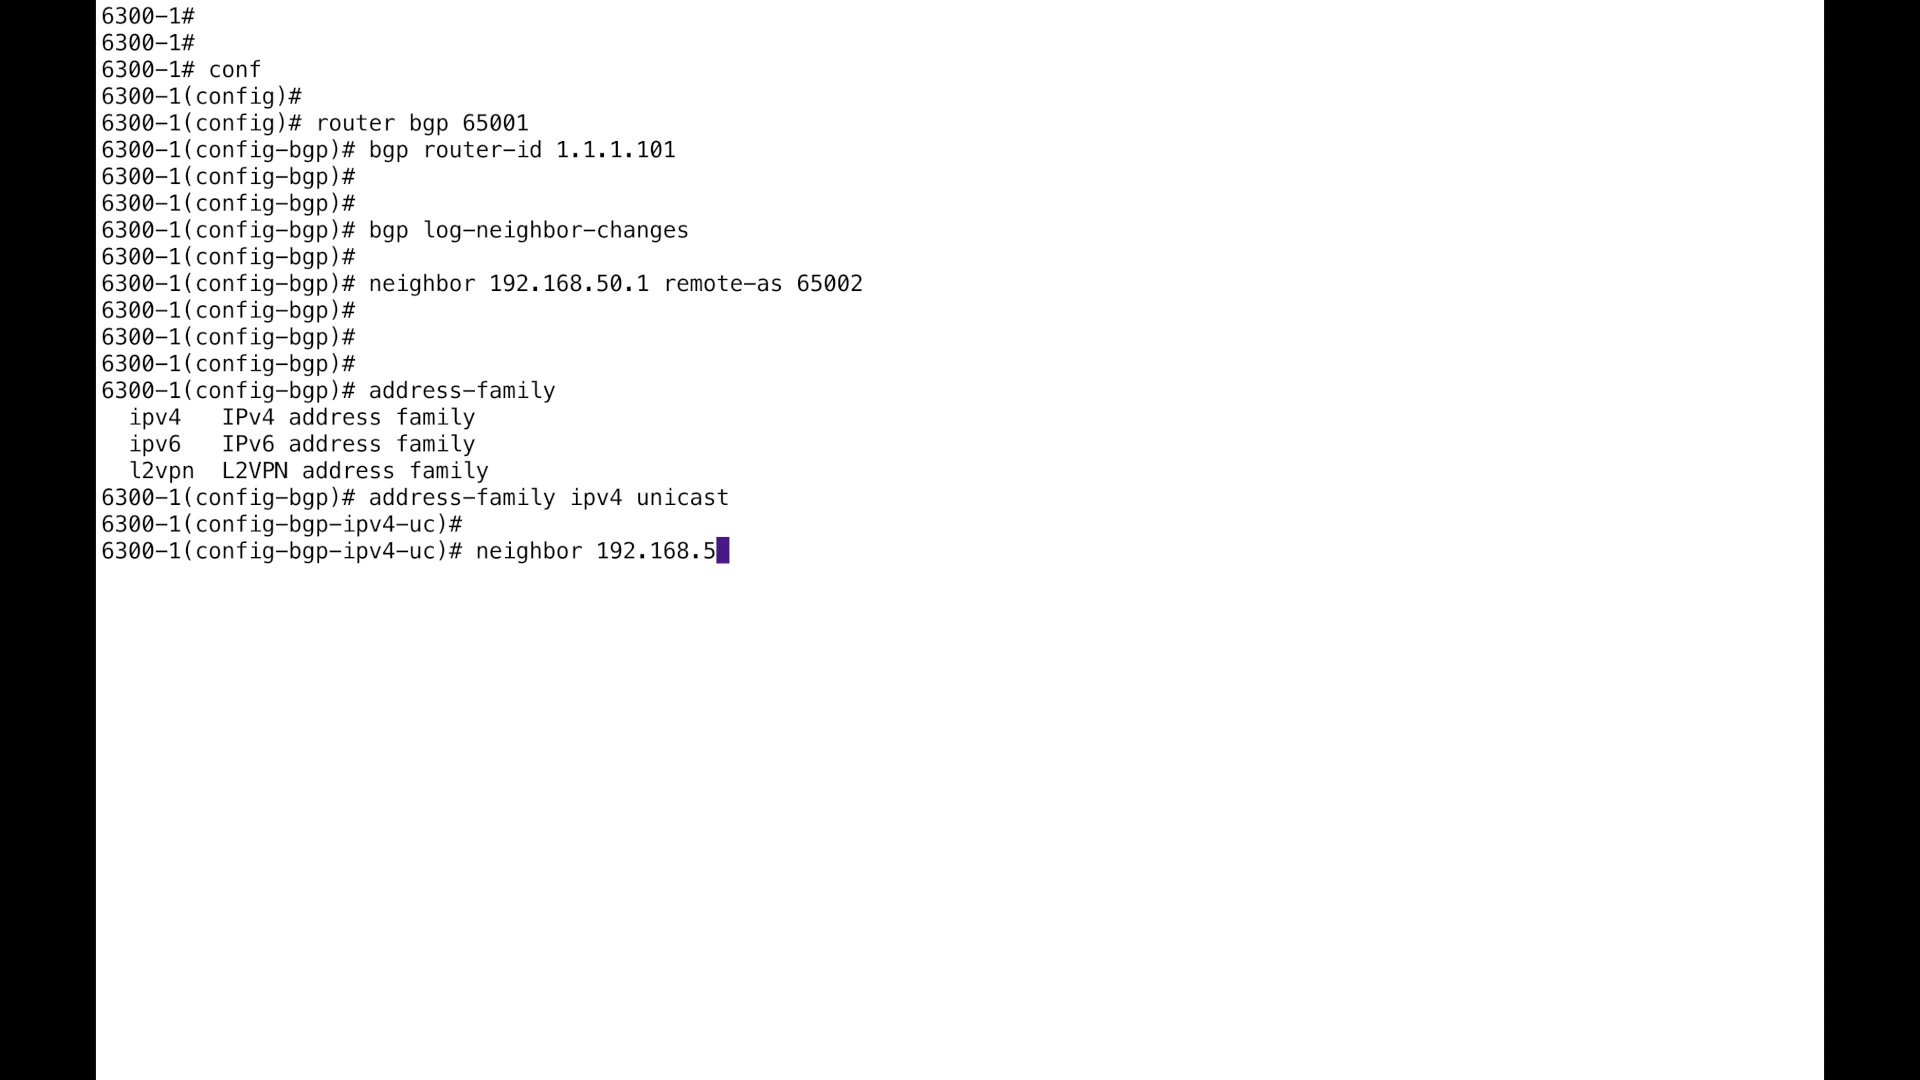 6300-1#
6300-1#
6300-1# conf
6300-1(config)#
6300-1(config)# router bgp 65001
6300-1(config-bgp)# bgp router-id 1.1.1.101
6300-1(config-bgp)#
6300-1(config-bgp)#
6300-1(config-bgp)# bgp log-neighbor-changes
6300-1(config-bgp)#
6300-1(config-bgp)# neighbor 192.168.50.1 remote-as 65002
6300-1(config-bgp)#
6300-1(config-bgp)#
6300-1(config-bgp)#
6300-1(config-bgp)# address-family
  ipv4   IPv4 address family
  ipv6   IPv6 address family
  l2vpn  L2VPN address family
6300-1(config-bgp)# address-family ipv4 unicast
6300-1(config-bgp-ipv4-uc)#
6300-1(config-bgp-ipv4-uc)# neighbor 192.168.5